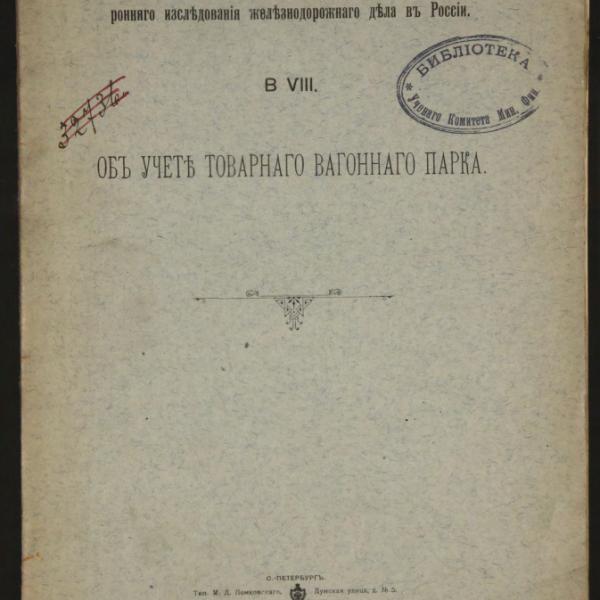 ронняго изслѣдованія желѣзнодорожнаго дѣла въ Россіи.
БИБЛІОТЕКА
Ученаго Комитета Мин. Фин.
В VIII.
ОБЪ УЧЕТѢ ТОВАРНАГО ВАГОННАГО ПАРКА.
С.-ПЕТЕРБУРГЪ.
Тип. М. Д. Ломковскаго. Думская улица, д. № 5.